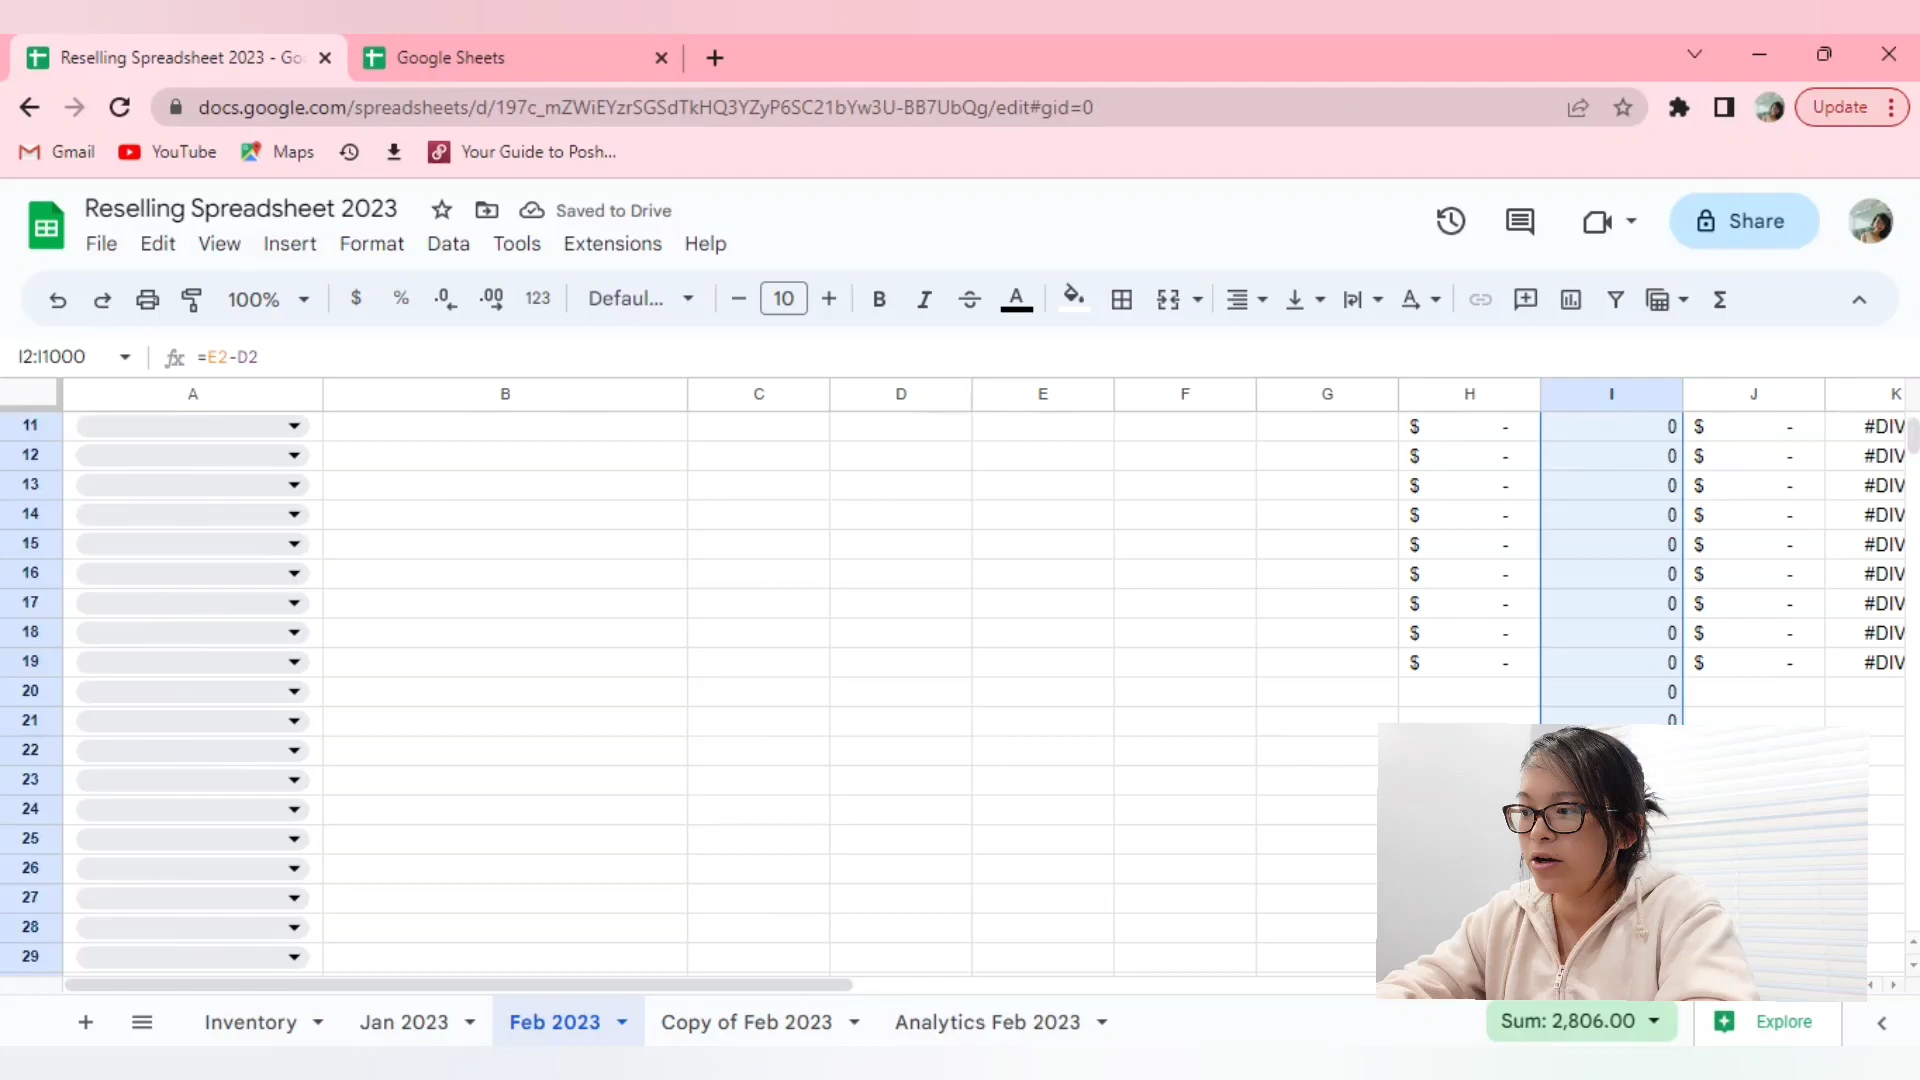 Reselling Spreadsheet 2023 - Goo
Google Sheets
docs.google.com/spreadsheets/d/197c_mZWiEYzrSGSdTkHQ3YZyP6SC21bYw3U-BB7UbQg/edit#gid=0
Update
Gmail YouTube Maps Your Guide to Posh...
Reselling Spreadsheet 2023 Saved to Drive
File Edit View Insert Format Data Tools Extensions Help
Share
100% $ % .0 .00 123 Defaul... 10 B I S A A Σ
I2:I1000 fx =E2-D2
A B C D E F G H I J K
11 $ - 0 $ - #DIV
12 $ - 0 $ - #DIV
13 $ - 0 $ - #DIV
14 $ - 0 $ - #DIV
15 $ - 0 $ - #DIV
16 $ - 0 $ - #DIV
17 $ - 0 $ - #DIV
18 $ - 0 $ - #DIV
19 $ - 0 $ - #DIV
20 0
21 0
22
23
24
25
26
27
28
29
Inventory Jan 2023 Feb 2023 Copy of Feb 2023 Analytics Feb 2023
Sum: 2,806.00 Explore